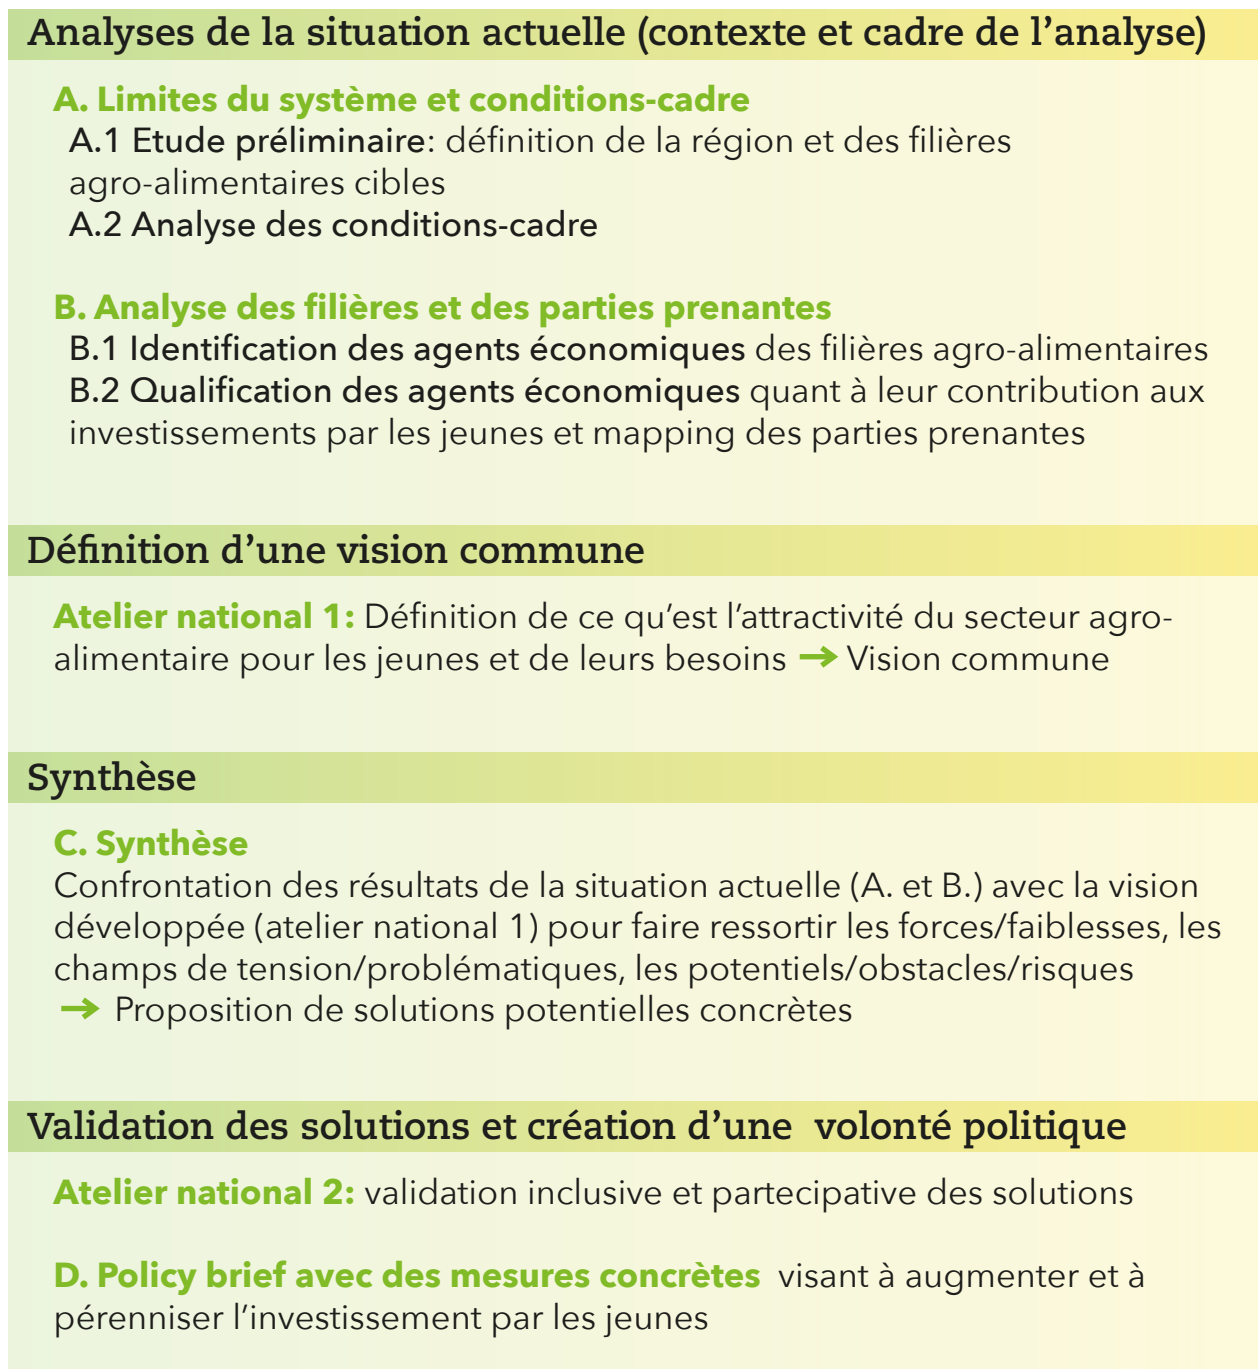 Analyses de la situation actuelle (contexte et cadre de l’analyse)
A. Limites du système et conditions-cadre
A.1 Etude préliminaire: définition de la région et des filières
agro-alimentaires cibles
A.2 Analyse des conditions-cadre
B. Analyse des filières et des parties prenantes
B.1 Identification des agents économiques des filières agro-alimentaires
B.2 Qualification des agents économiques quant à leur contribution aux
investissements par les jeunes et mapping des parties prenantes
Définition d’une vision commune
Atelier national 1: Définition de ce qu’est l’attractivité du secteur agro-
alimentaire pour les jeunes et de leurs besoins → Vision commune
Synthèse
C. Synthèse
Confrontation des résultats de la situation actuelle (A. et B.) avec la vision
développée (atelier national 1) pour faire ressortir les forces/faiblesses, les
champs de tension/problématiques, les potentiels/obstacles/risques
→ Proposition de solutions potentielles concrètes
Validation des solutions et création d’une volonté politique
Atelier national 2: validation inclusive et partecipative des solutions
D. Policy brief avec des mesures concrètes visant à augmenter et à
pérenniser l’investissement par les jeunes